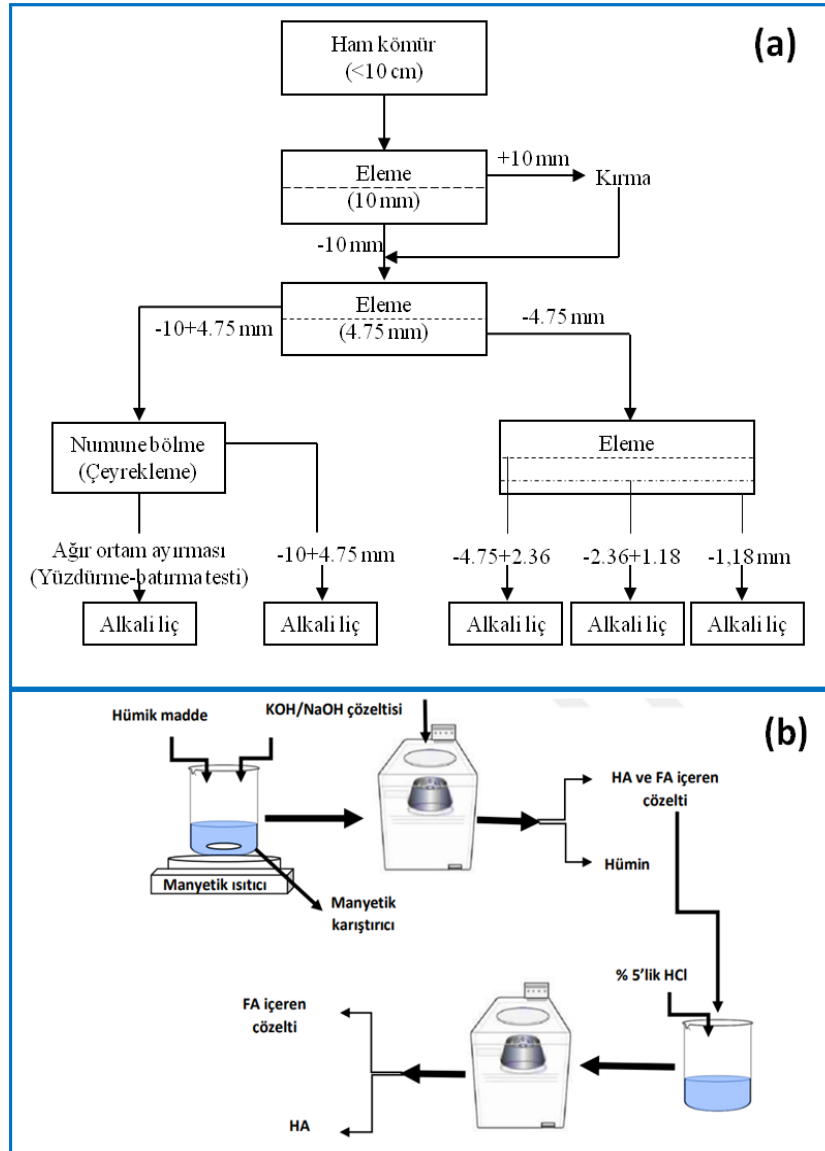 (a)
Ham kömür
(<10 cm)
+10 mm
Eleme
(10 mm)
Kırma
-10 mm
Eleme
(4.75 mm)
-10+4.75 mm
-4.75 mm
Numune bölme
(Çeyrekleme)
Eleme
Ağır ortam ayırması
(Yüzdürme-batırma testi)
-10+4.75 mm
-4.75+2.36
-2.36+1.18
-1,18 mm
Alkali liç
Alkali liç
Alkali liç
Alkali liç
Alkali liç
(b)
Hümik madde
KOH/NaOH çözeltisi
HA ve FA içeren
cözelti
Hümin
Manyetik ısıtıcı
Manyetik
karıştırıcı
% 5'lik HCl
FA içeren
cözelti
HA